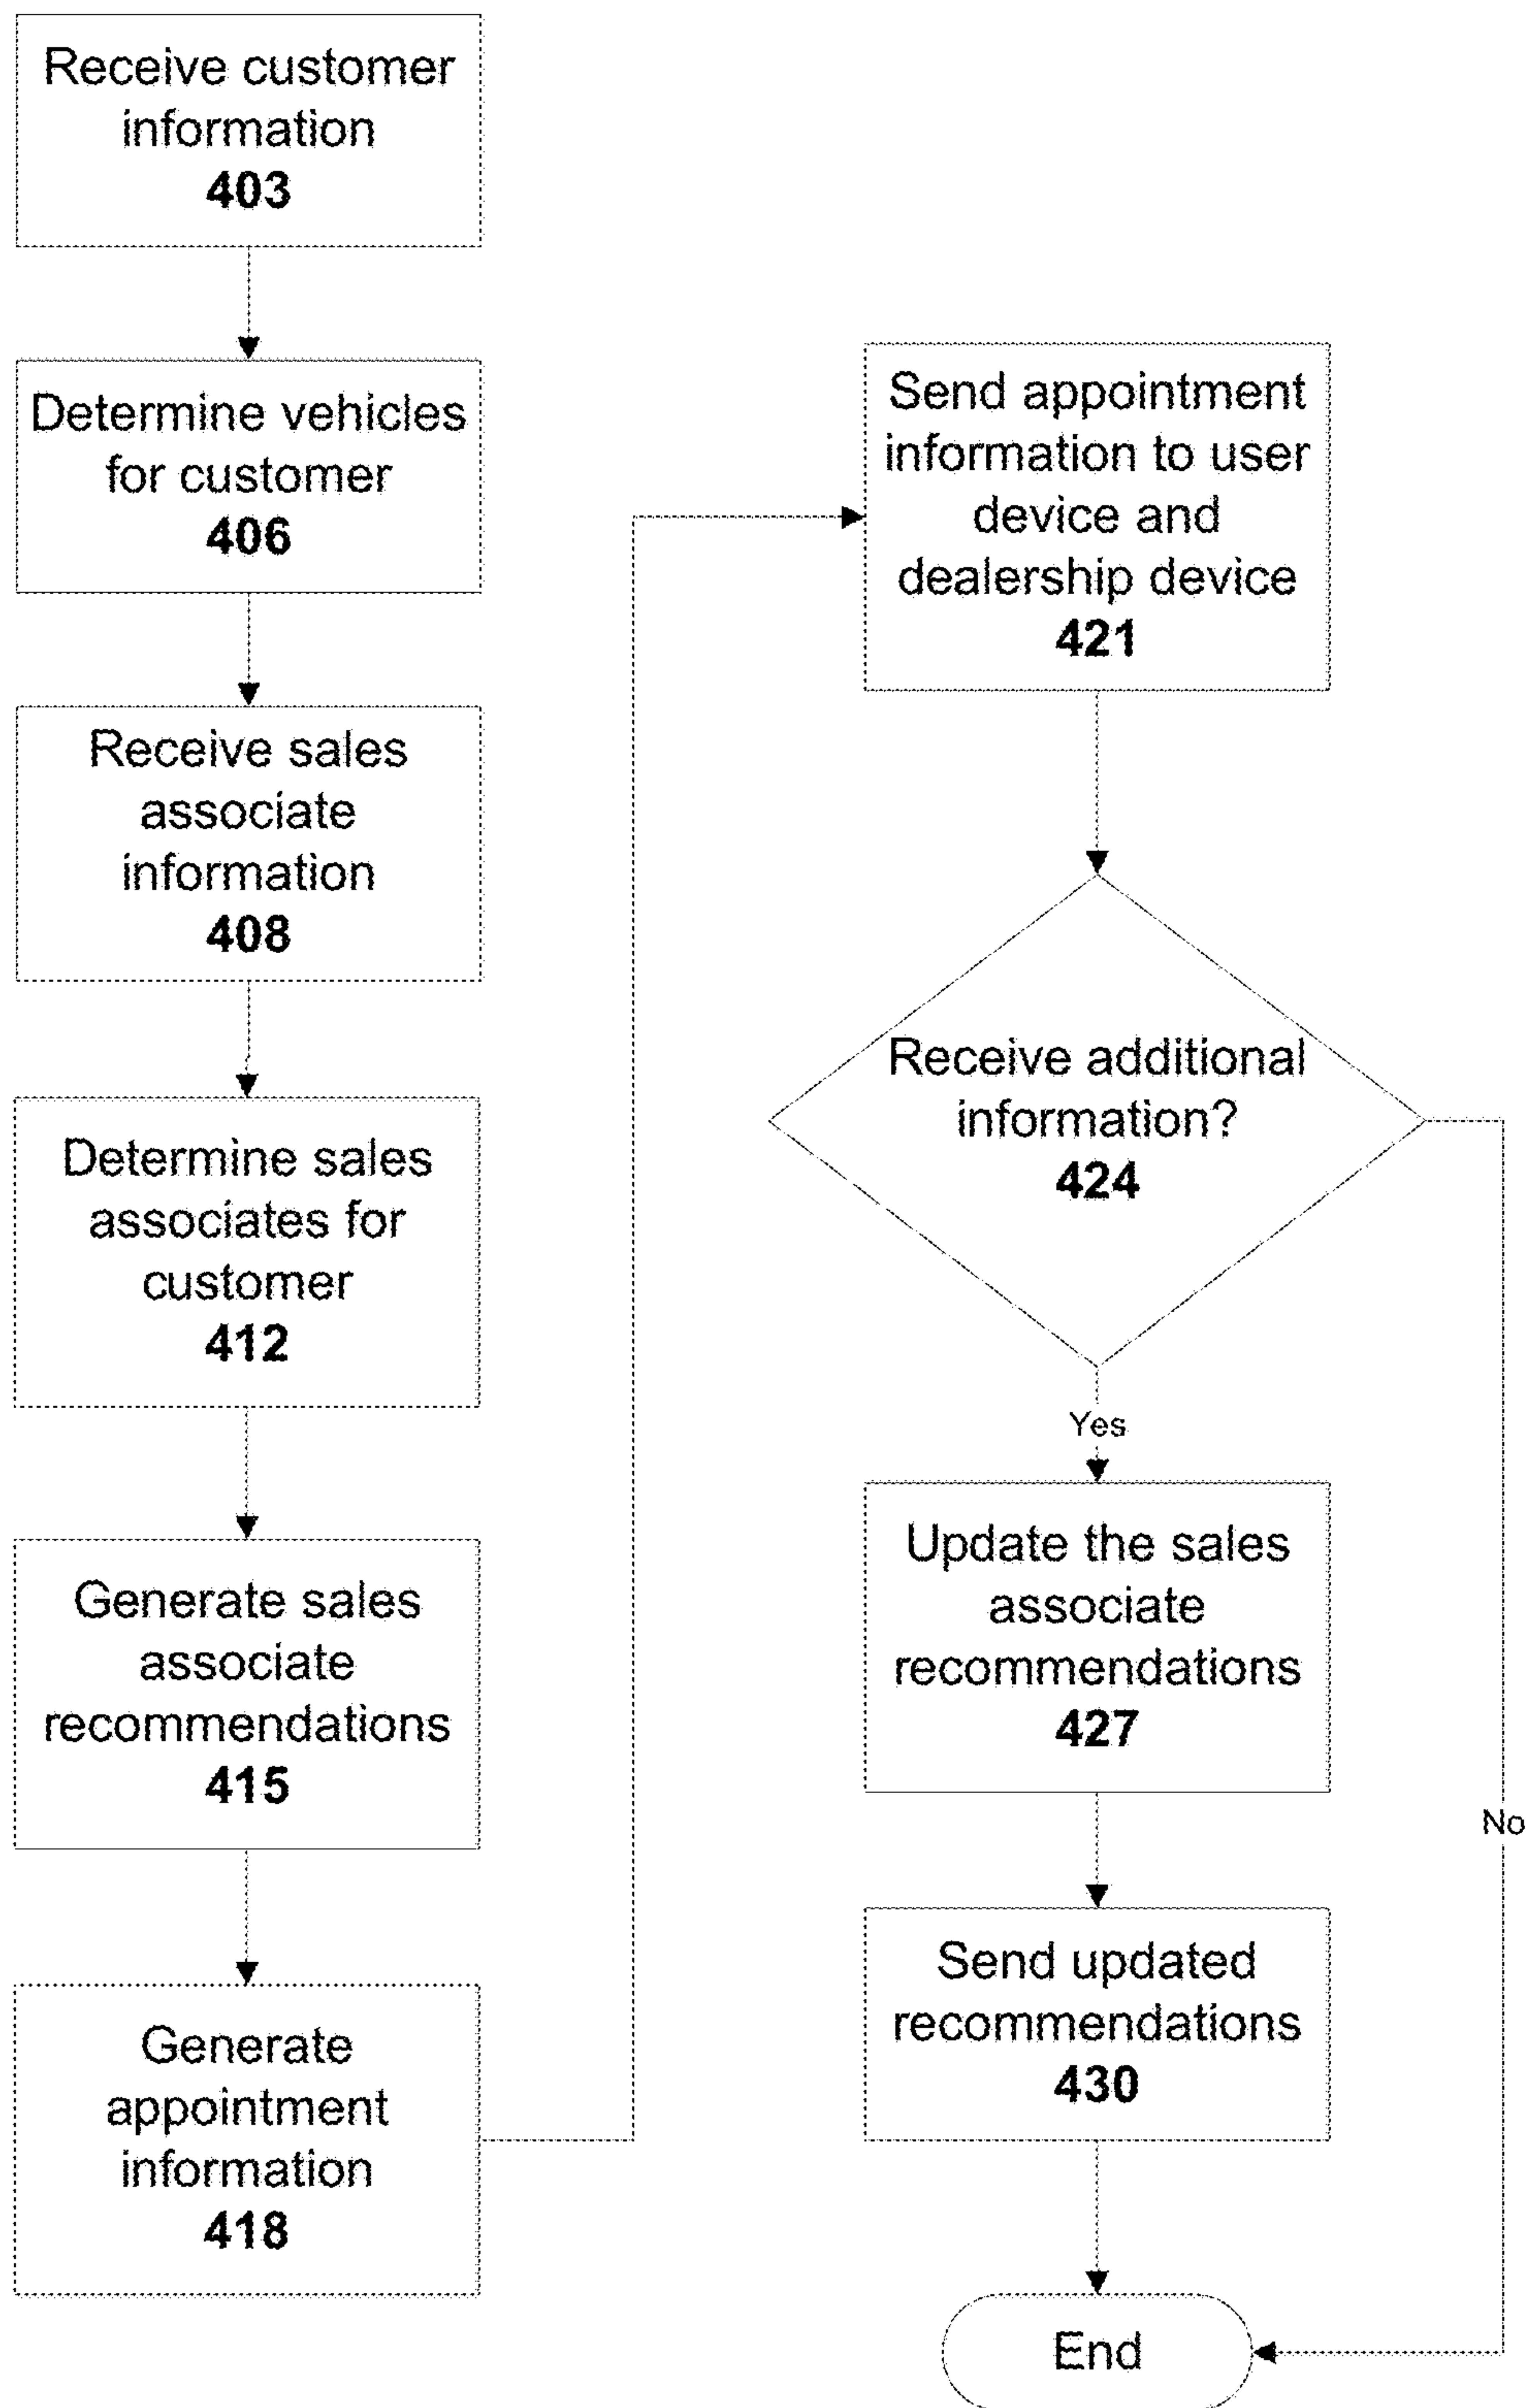 Receive customer
information
403
Determine vehicles
for customer
406
Receive sales
associate
information
408
Determine sales
associates for
customer
412
Generate sales
associate
recommendations
415
Generate
appointment
information
418
Send appointment
information to user
device and
dealership device
421
Receive additional
information?
424
Yes
Update the sales
associate
recommendations
427
No
Send updated
recommendations
430
End